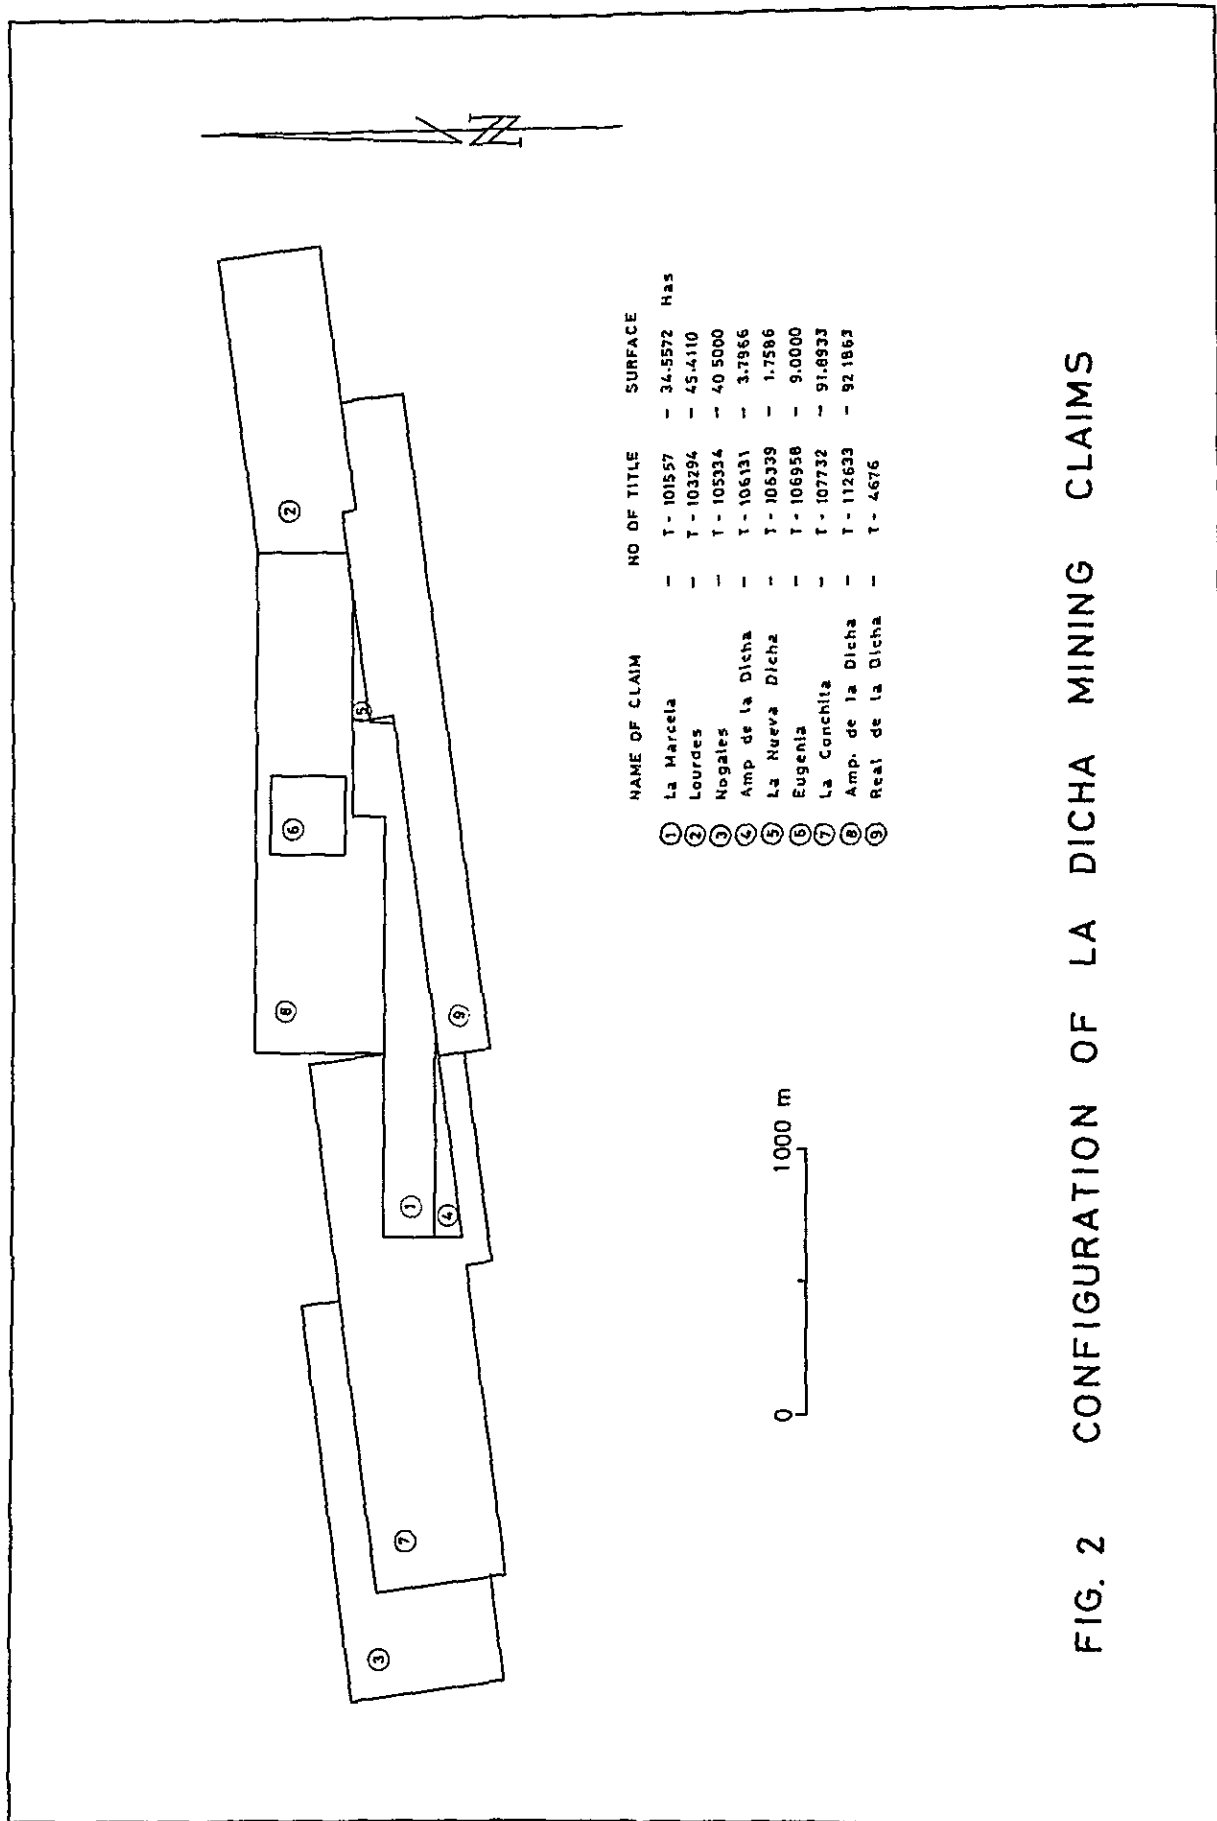 N
2
8
6
5
9
7
1
4
3
NAME OF CLAIM NO OF TITLE SURFACE
1 La Marcela – T - 101557 – 34.5572 Has
2 Lourdes – T - 103294 – 45.4110
3 Nogales – T - 105334 – 40 5000
4 Amp de la Dicha – T - 106131 – 3.7966
5 La Nueva Dicha – T - 106339 – 1.7586
6 Eugenia – T - 106958 – 9.0000
7 La Conchita – T - 107732 – 91.8933
8 Amp. de la Dicha – T - 112633 – 92 1863
9 Real de la Dicha – T - 4676
0 1000 m
FIG. 2 CONFIGURATION OF LA DICHA MINING CLAIMS